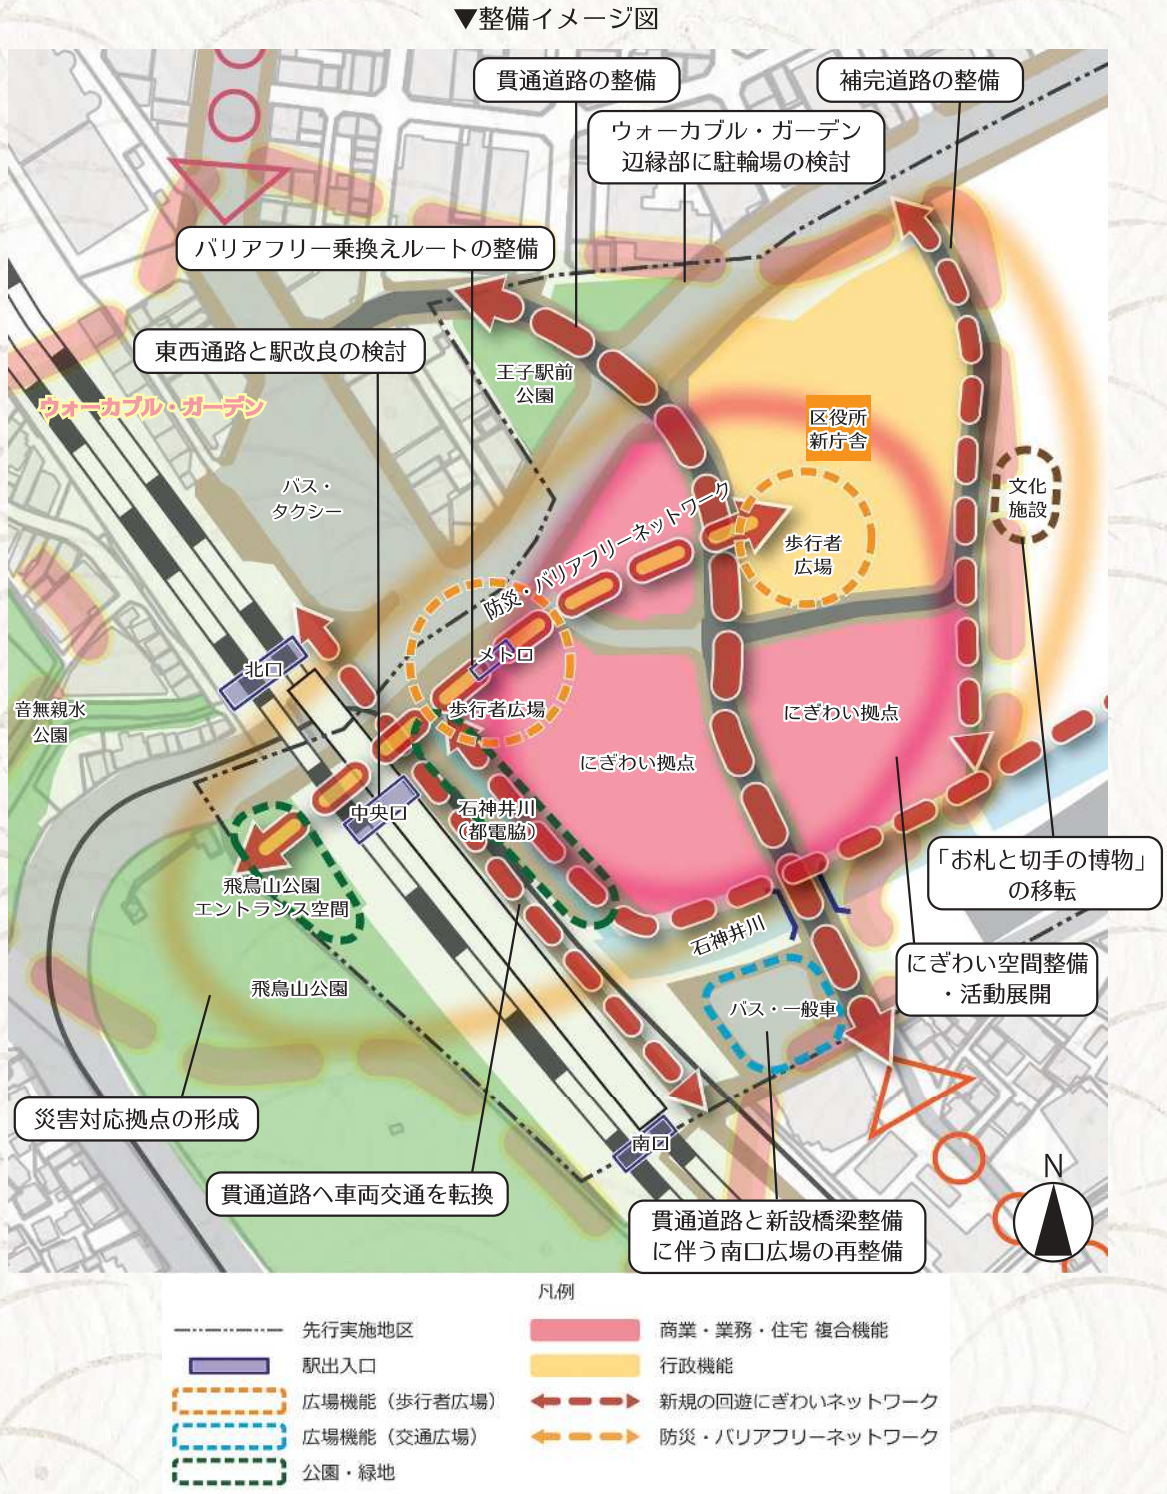 ▼整備イメージ図
貫通道路の整備
補完道路の整備
ウォーカブル・ガーデン
辺縁部に駐輪場の検討
バリアフリー乗換えルートの整備
東西通路と駅改良の検討
王子駅前
公園
ウォーカブル・ガーデン
区役所
新庁舎
バス・
タクシー
文化
施設
防災・バリアフリーネットワーク
歩行者
広場
メトロ
北口
音無親水
公園
歩行者広場
にぎわい拠点
にぎわい拠点
中央口
石神井川
（都電脇）
「お札と切手の博物」
の移転
飛鳥山公園
エントランス空間
石神井川
にぎわい空間整備
・活動展開
飛鳥山公園
バス・一般車
災害対応拠点の形成
南口
貫通道路へ車両交通を転換
N
貫通道路と新設橋梁整備
に伴う南口広場の再整備
凡例
先行実施地区
商業・業務・住宅 複合機能
駅出入口
行政機能
広場機能（歩行者広場）
新規の回遊にぎわいネットワーク
広場機能（交通広場）
防災・バリアフリーネットワーク
公園・緑地